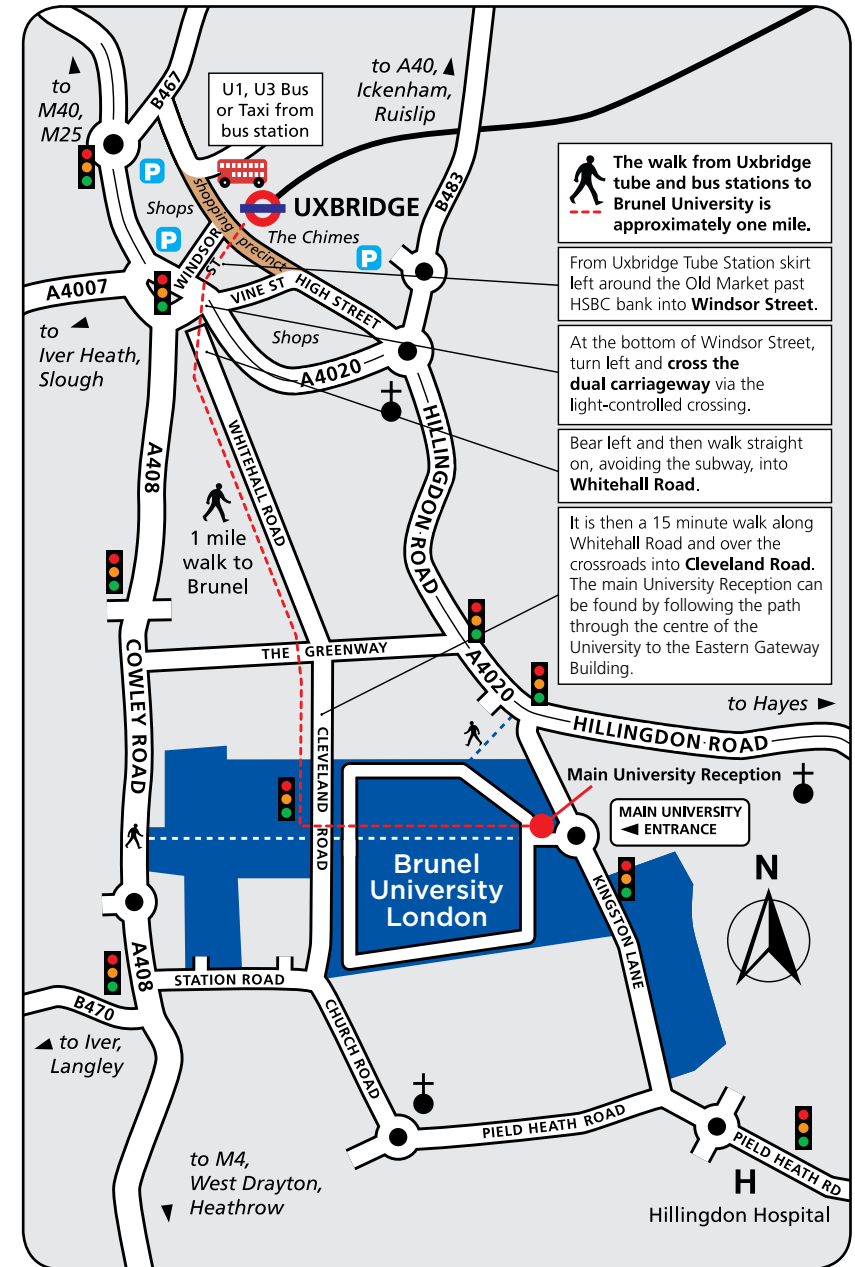 to
M40,
M25
B467
U1, U3 Bus
or Taxi from
bus station
to A40,
Ickenham,
Ruislip
B483
P
Shops
shopping precinct
UXBRIDGE
The Chimes
P
P
WINDSOR
ST.
VINE ST
HIGH STREET
Shops
A4007
to
Iver Heath,
Slough
A4020
The walk from Uxbridge
tube and bus stations to
Brunel University is
approximately one mile.
From Uxbridge Tube Station skirt
left around the Old Market past
HSBC bank into Windsor Street.
At the bottom of Windsor Street,
turn left and cross the
dual carriageway via the
light-controlled crossing.
Bear left and then walk straight
on, avoiding the subway, into
Whitehall Road.
It is then a 15 minute walk along
Whitehall Road and over the
crossroads into Cleveland Road.
The main University Reception can
be found by following the path
through the centre of the
University to the Eastern Gateway
Building.
A408
WHITEHALL ROAD
HILLINGDON ROAD
1 mile
walk to
Brunel
THE GREENWAY
A4020
COWLEY ROAD
CLEVELAND ROAD
to Hayes
HILLINGDON ROAD
Main University Reception
MAIN UNIVERSITY
ENTRANCE
Brunel
University
London
KINGSTON LANE
N
A408
STATION ROAD
B470
to Iver,
Langley
CHURCH ROAD
PIELD HEATH ROAD
PIELD HEATH RD
to M4,
West Drayton,
Heathrow
H
Hillingdon Hospital